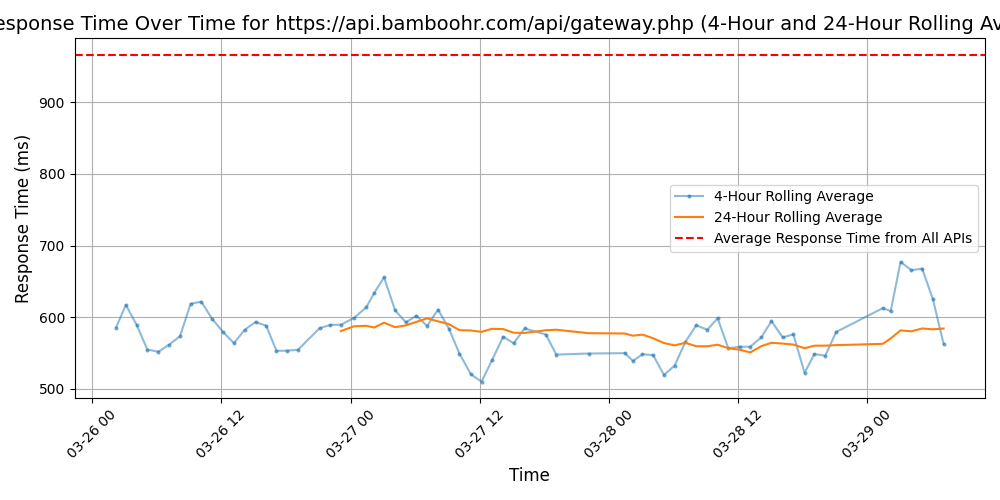 esponse Time Over Time for https://api.bamboohr.com/api/gateway.php (4-Hour and 24-Hour Rolling Av
Response Time (ms)
900
800
700
600
500
4-Hour Rolling Average
24-Hour Rolling Average
Average Response Time from All APIs
03-26 00
03-26 12
03-27 00
03-27 12
03-28 00
03-28 12
03-29 00
Time